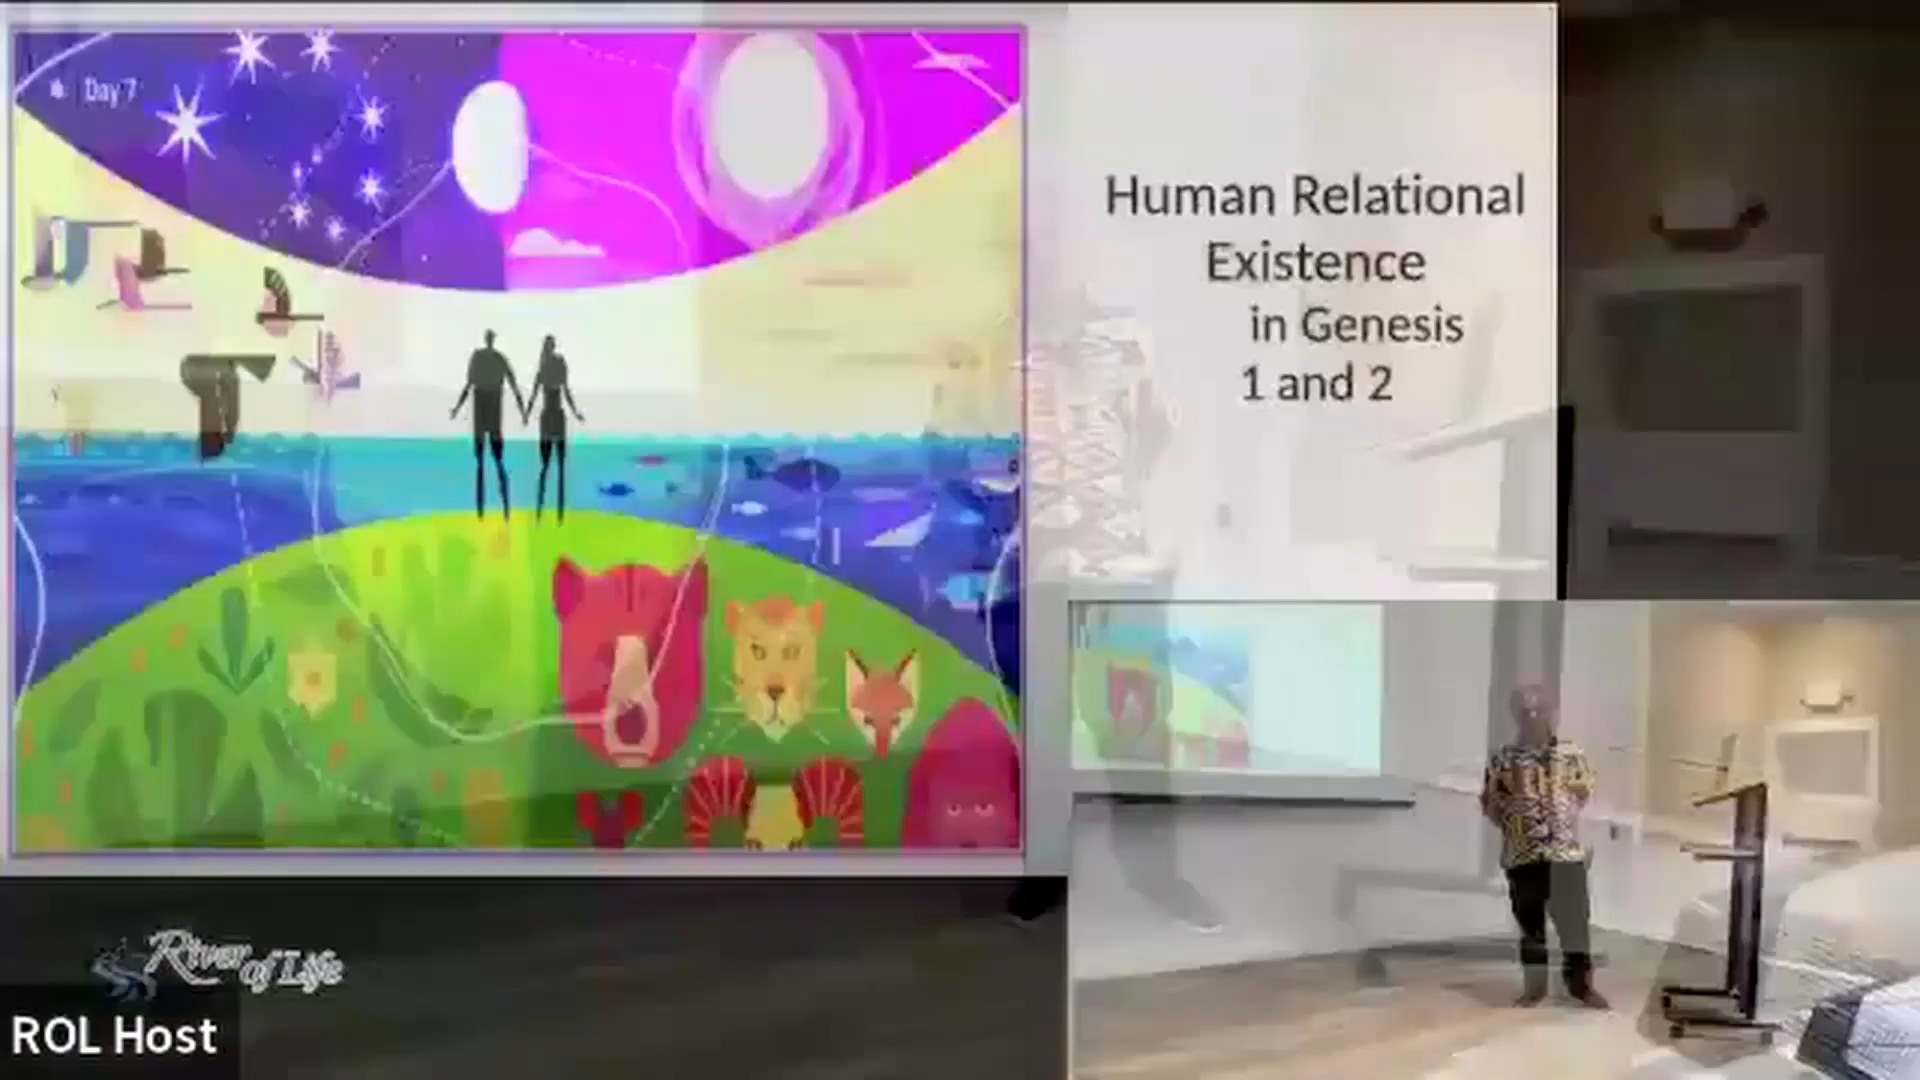 Day 7
Human Relational
Existence
in Genesis
1 and 2
River
of Life
ROL Host